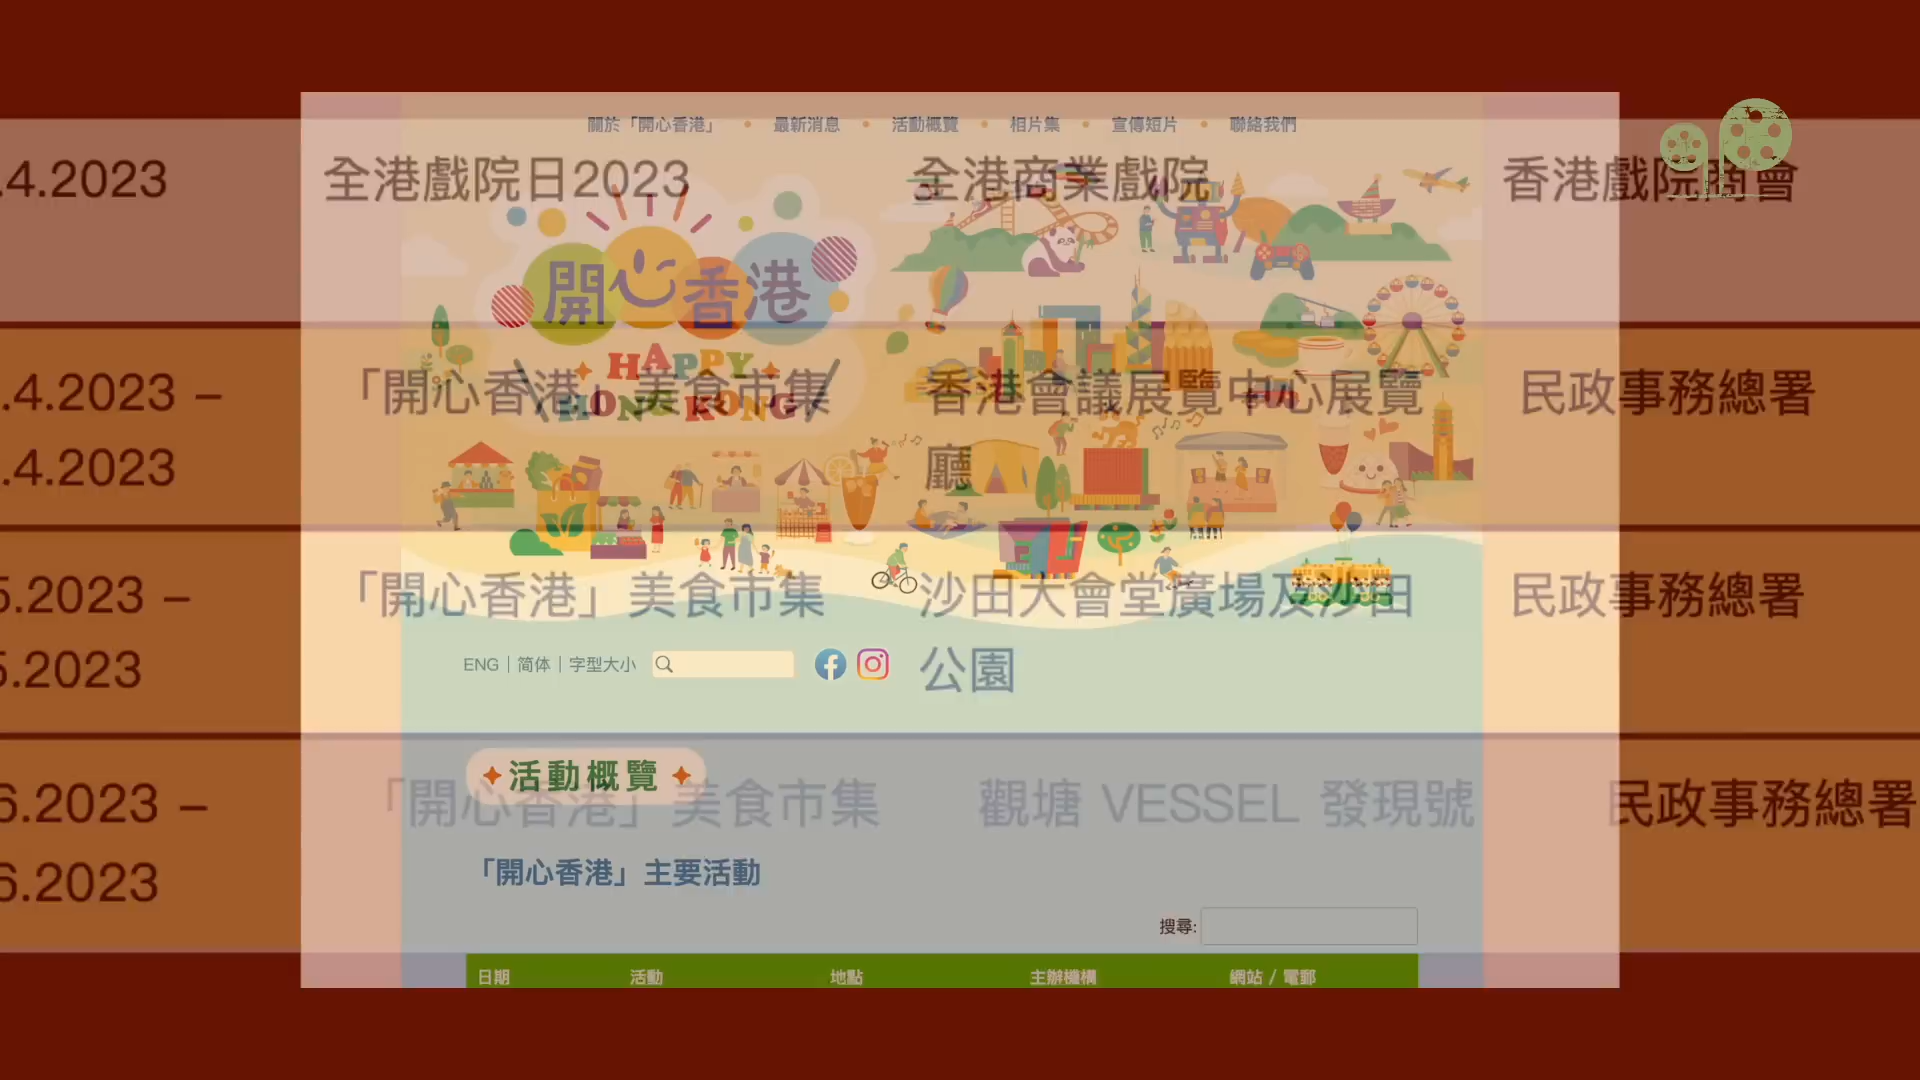 關於「開心香港」 • 最新消息 • 活動概覽 • 相片集 • 宣傳短片 • 聯絡我們
.4.2023 全港戲院日2023 全港商業戲院 香港戲院商會
開心香港
HAPPY
HONG KONG
.4.2023 – 「開心香港」美食市集 香港會議展覽中心展覽 民政事務總署
.4.2023 廳
5.2023 – 「開心香港」美食市集 沙田大會堂廣場及沙田 民政事務總署
5.2023 公園
ENG | 简体 | 字型大小
活動概覽
6.2023 – 「開心香港」美食市集 觀塘 VESSEL 發現號 民政事務總署
6.2023
「開心香港」主要活動
搜尋:
日期 活動 地點 主辦機構 網站 / 電郵